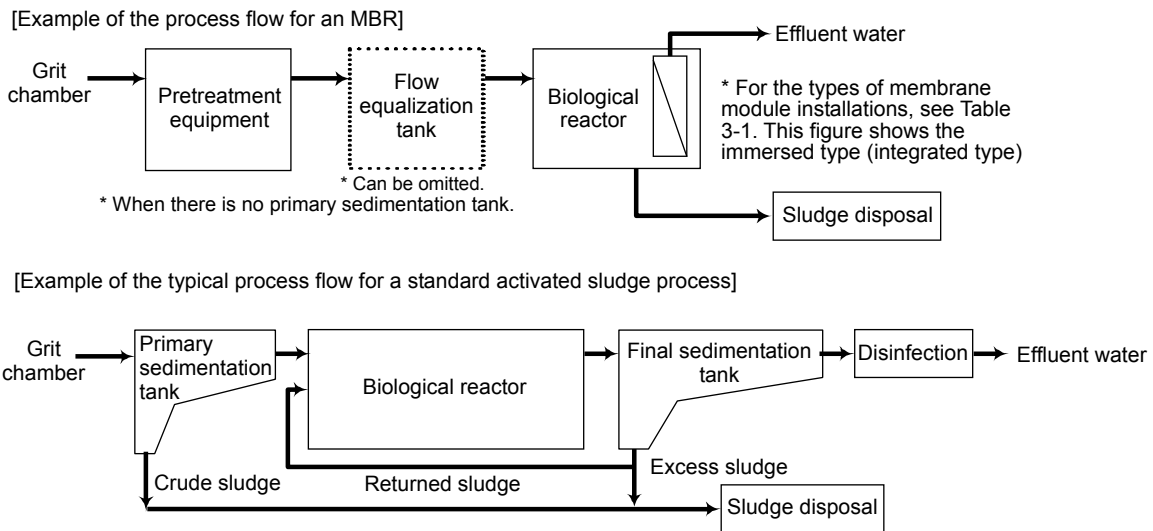 [Example of the process flow for an MBR]
Grit
chamber
Pretreatment
equipment
Flow
equalization
tank
* Can be omitted.
* When there is no primary sedimentation tank.
Biological
reactor
Effluent water
* For the types of membrane
module installations, see Table
3-1. This figure shows the
immersed type (integrated type)
Sludge disposal
[Example of the typical process flow for a standard activated sludge process]
Grit
chamber
Primary
sedimentation
tank
Biological reactor
Final sedimentation
tank
Disinfection
Effluent water
Crude sludge
Returned sludge
Excess sludge
Sludge disposal